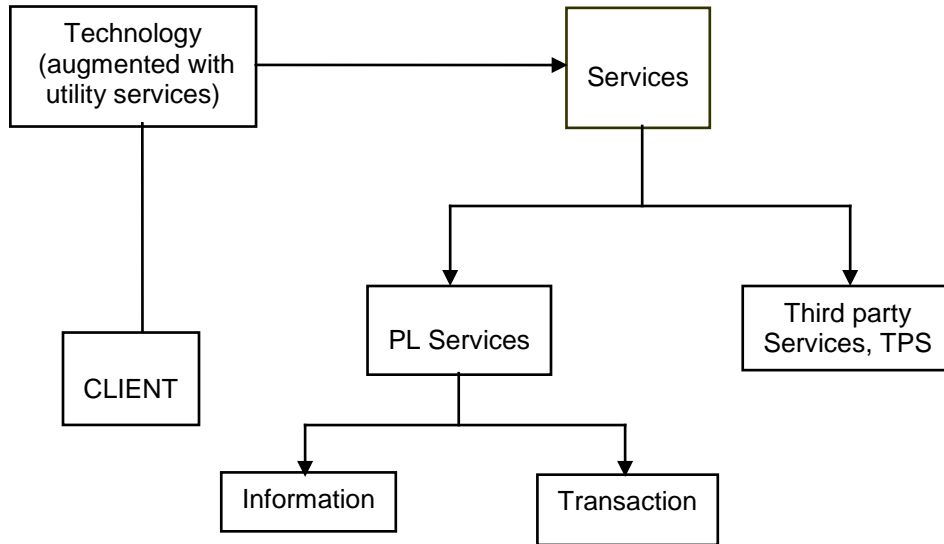 Technology
(augmented with
utility services)
Services
PL Services
Third party
Services, TPS
CLIENT
Information
Transaction